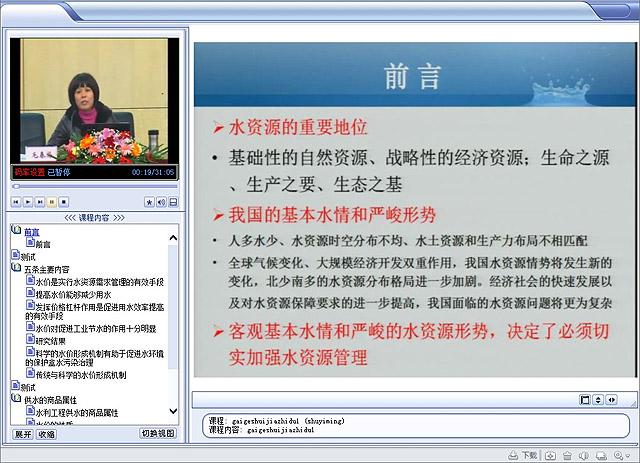 码率设置 已暂停 00:19/31:05
<<< 课程内容 >>>
前言
前言
测试
五条主要内容
水价是实行水资源需求管理的有效手段
提高水价能够减少用水
发挥价格杠杆作用是促进用水效率提高
的有效手段
水价对促进工业节水的作用十分明显
研究结果
科学的水价形成机制有助于促进水环境
的保护盒水污染治理
传统与科学的水价形成机制
测试
供水的商品属性
水利工程供水的商品属性
展开 收缩 切换视图
前言
水资源的重要地位
• 基础性的自然资源、战略性的经济资源；生命之源
、生产之要、生态之基
我国的基本水情和严峻形势
• 人多水少、水资源时空分布不均、水土资源和生产力布局不相匹配
• 全球气候变化、大规模经济开发双重作用，我国水资源情势将发生新的
变化，北少南多的水资源分布格局进一步加剧。经济社会的快速发展以
及对水资源保障要求的进一步提高，我国面临的水资源问题将更为复杂
客观基本水情和严峻的水资源形势，决定了必须切
实加强水资源管理
课程: gaigeshuijiazhidu1 (shuyiming)
课程内容: gaigeshuijiazhidu1
下载